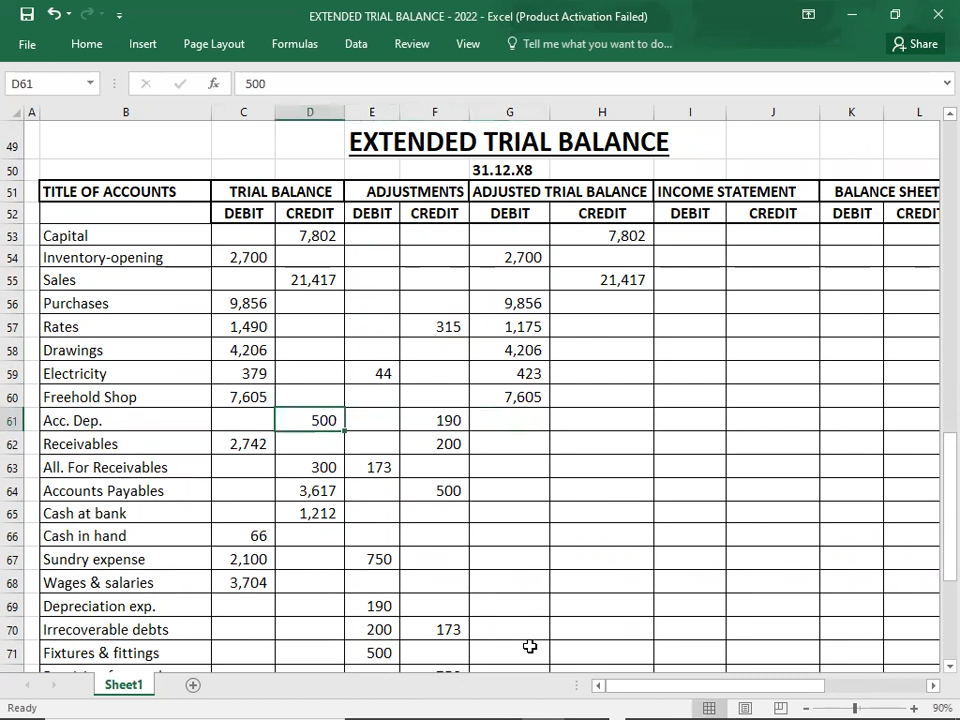 EXTENDED TRIAL BALANCE - 2022 - Excel (Product Activation Failed)
File Home Insert Page Layout Formulas Data Review View Tell me what you want to do... Share
D61 fx 500
A B C D E F G H I J K L
49 EXTENDED TRIAL BALANCE
50 31.12.X8
51 TITLE OF ACCOUNTS TRIAL BALANCE ADJUSTMENTS ADJUSTED TRIAL BALANCE INCOME STATEMENT BALANCE SHEET
52 DEBIT CREDIT DEBIT CREDIT DEBIT CREDIT DEBIT CREDIT DEBIT CREDIT
53 Capital 7,802 7,802
54 Inventory-opening 2,700 2,700
55 Sales 21,417 21,417
56 Purchases 9,856 9,856
57 Rates 1,490 315 1,175
58 Drawings 4,206 4,206
59 Electricity 379 44 423
60 Freehold Shop 7,605 7,605
61 Acc. Dep. 500 190
62 Receivables 2,742 200
63 All. For Receivables 300 173
64 Accounts Payables 3,617 500
65 Cash at bank 1,212
66 Cash in hand 66
67 Sundry expense 2,100 750
68 Wages & salaries 3,704
69 Depreciation exp. 190
70 Irrecoverable debts 200 173
71 Fixtures & fittings 500
Sheet1
Ready 90%